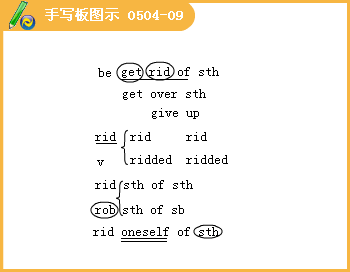 手写板图示 0504-09
be get rid of sth
get over sth
give up
rid rid rid
v ridded ridded
rid sth of sth
rob sth of sb
rid oneself of sth